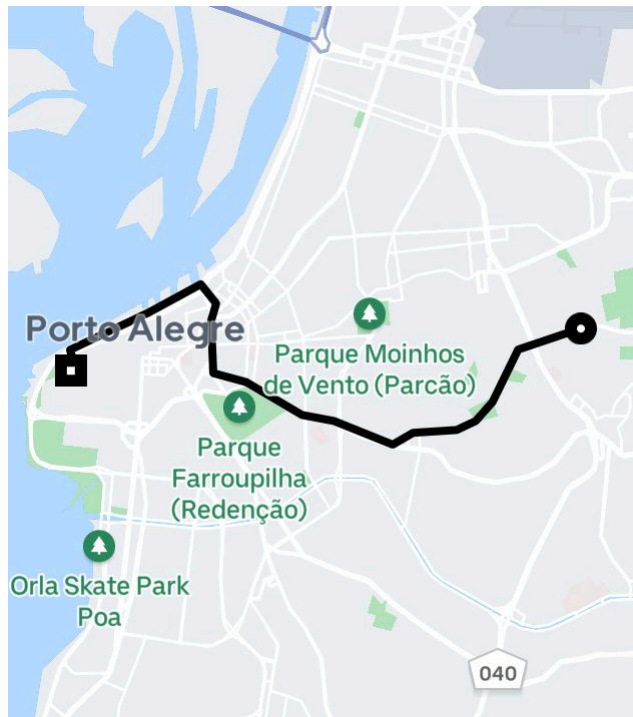 Porto Alegre
Parque Moinhos
de Vento (Parcão)
Parque
Farroupilha
(Redenção)
Orla Skate Park
Poa
040